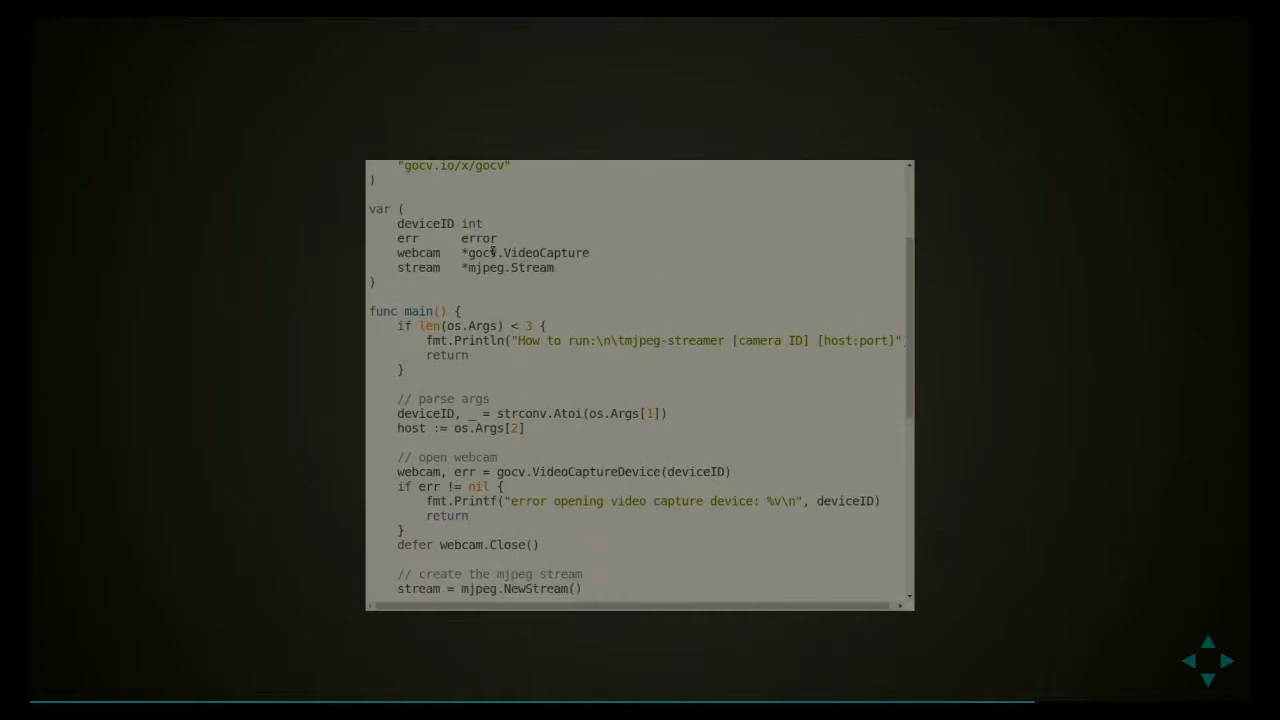 "gocv.io/x/gocv"
)
var (
deviceID int
err error
webcam *gocv.VideoCapture
stream *mjpeg.Stream
)
func main() {
if len(os.Args) < 3 {
fmt.Println("How to run:\n\tmjpeg-streamer [camera ID] [host:port]"
return
}
// parse args
deviceID, _ = strconv.Atoi(os.Args[1])
host := os.Args[2]
// open webcam
webcam, err = gocv.VideoCaptureDevice(deviceID)
if err != nil {
fmt.Printf("error opening video capture device: %v\n", deviceID)
return
}
defer webcam.Close()
// create the mjpeg stream
stream = mjpeg.NewStream()